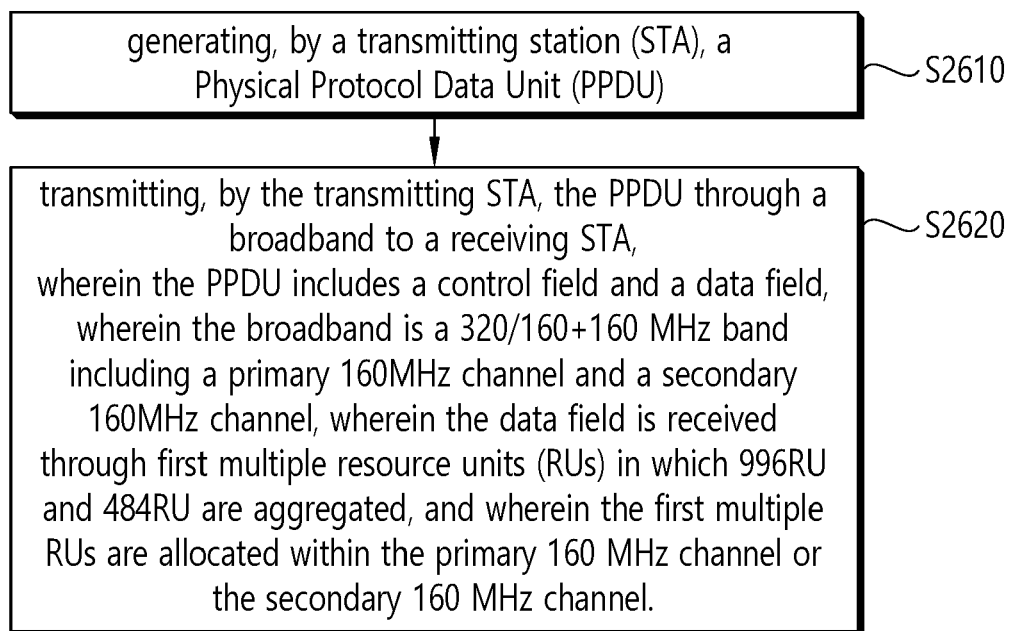 generating, by a transmitting station (STA), a
Physical Protocol Data Unit (PPDU)
S2610
transmitting, by the transmitting STA, the PPDU through a
broadband to a receiving STA,
wherein the PPDU includes a control field and a data field,
wherein the broadband is a 320/160+160 MHz band
including a primary 160MHz channel and a secondary
160MHz channel, wherein the data field is received
through first multiple resource units (RUs) in which 996RU
and 484RU are aggregated, and wherein the first multiple
RUs are allocated within the primary 160 MHz channel or
the secondary 160 MHz channel.
S2620